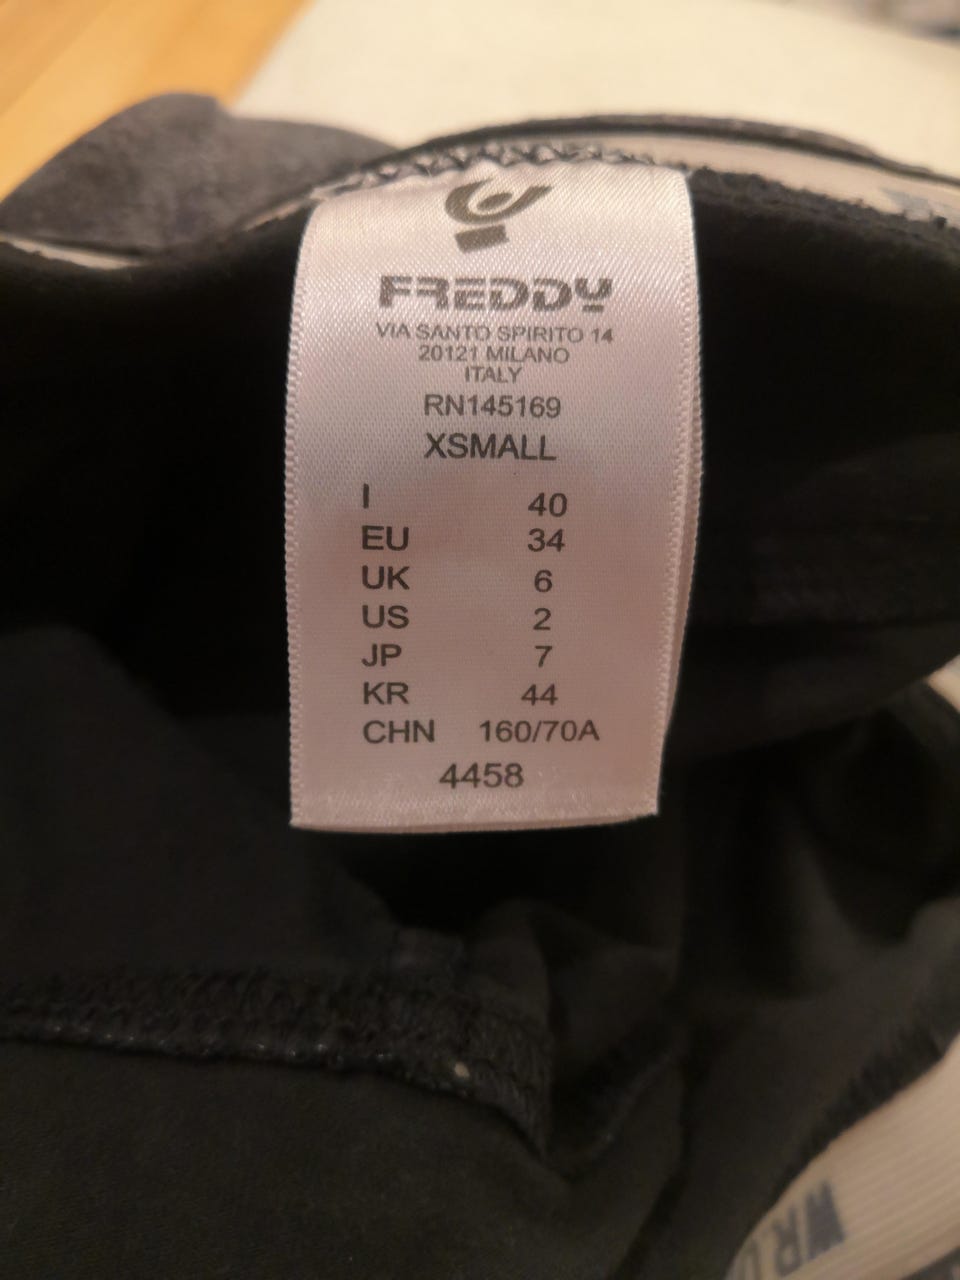 FREDDY
VIA SANTO SPIRITO 14
20121 MILANO
ITALY
RN145169
XSMALL
I 40
EU 34
UK 6
US 2
JP 7
KR 44
CHN 160/70A
4458
WR.U